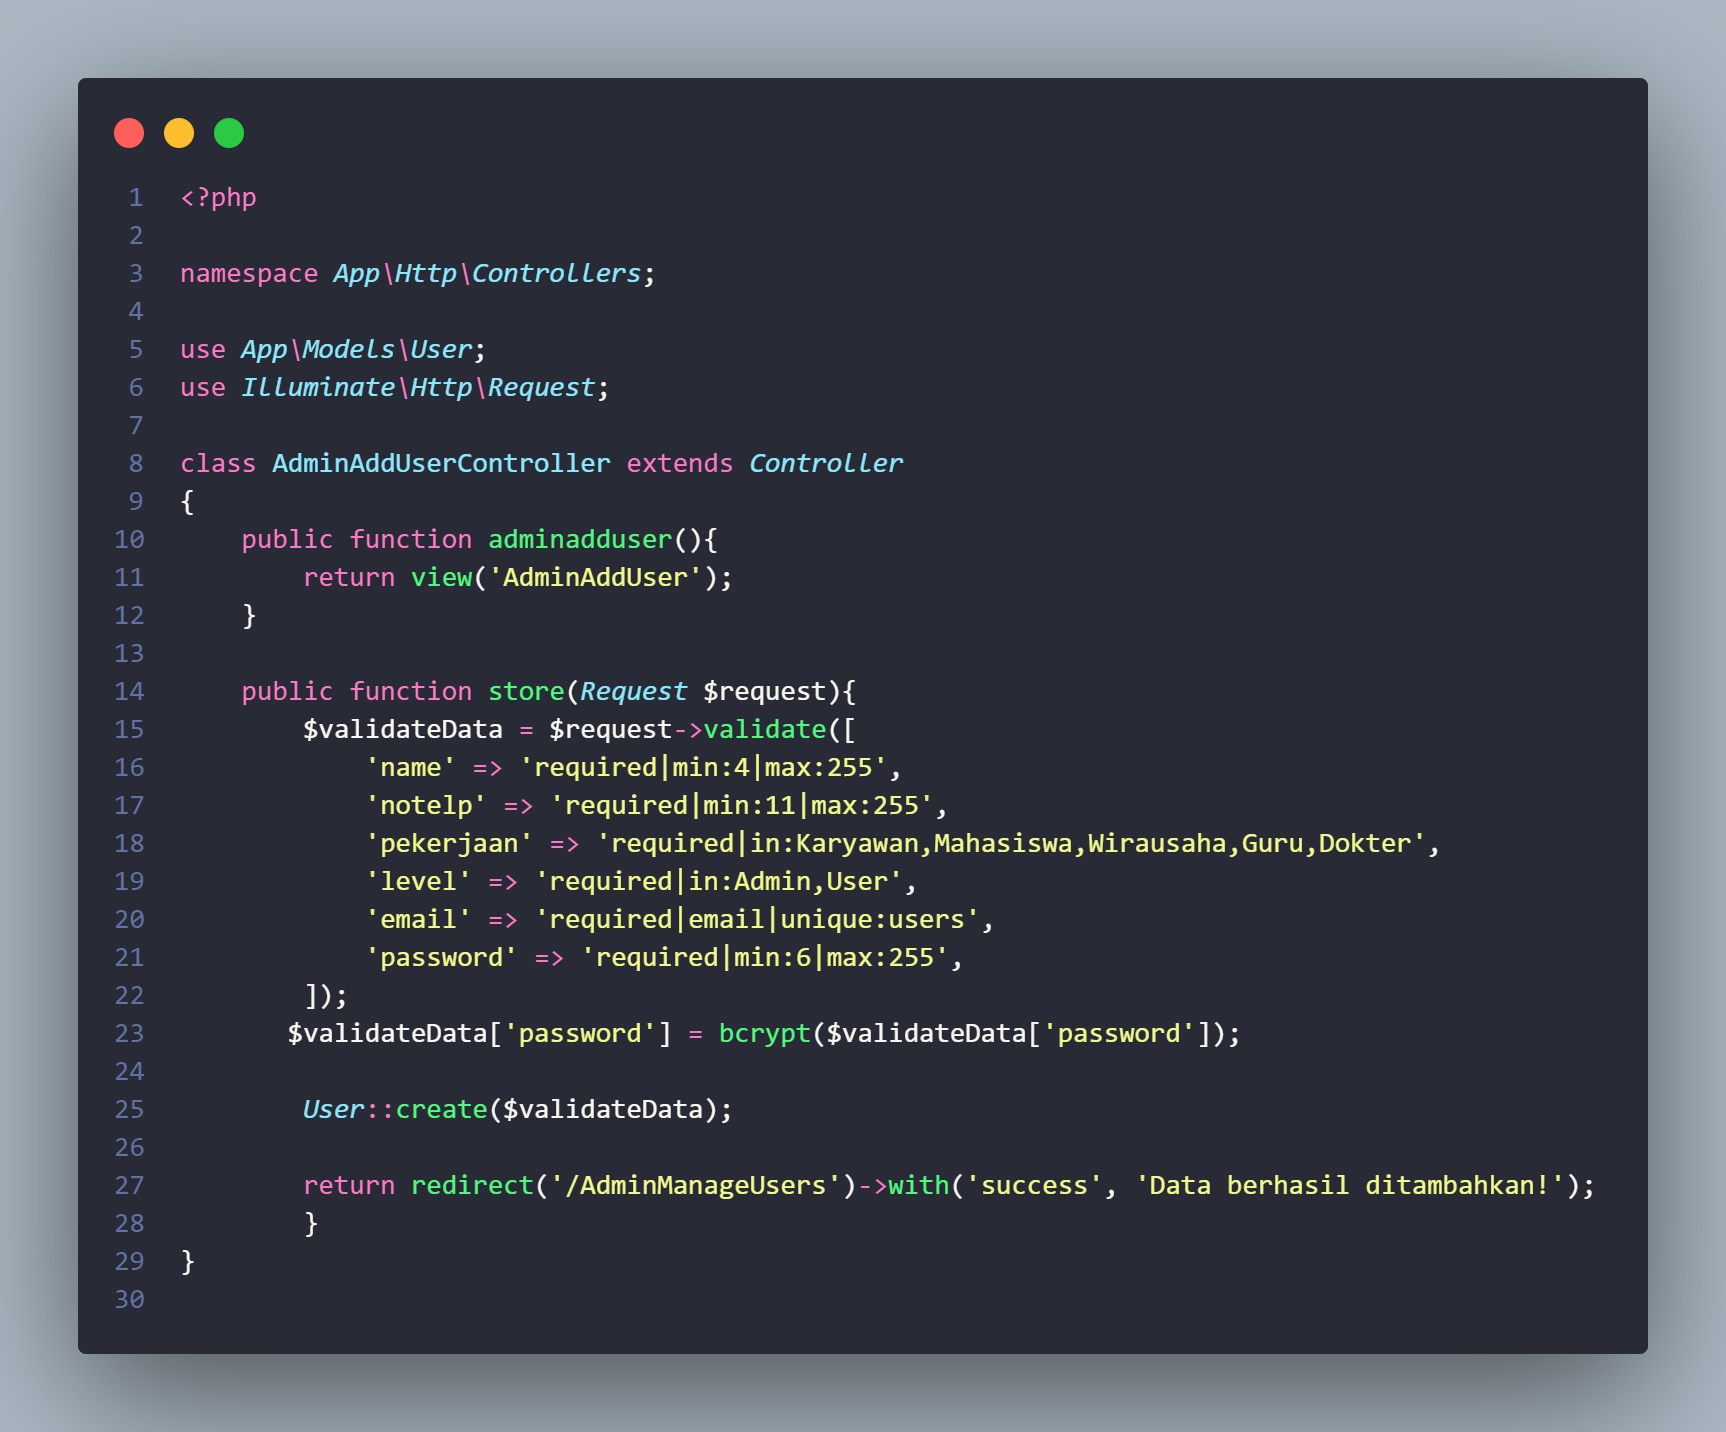 1 <?php
2
3 namespace App\Http\Controllers;
4
5 use App\Models\User;
6 use Illuminate\Http\Request;
7
8 class AdminAddUserController extends Controller
9 {
10     public function adminadduser(){
11         return view('AdminAddUser');
12     }
13
14     public function store(Request $request){
15         $validateData = $request->validate([
16             'name' => 'required|min:4|max:255',
17             'notelp' => 'required|min:11|max:255',
18             'pekerjaan' => 'required|in:Karyawan,Mahasiswa,Wirausaha,Guru,Dokter',
19             'level' => 'required|in:Admin,User',
20             'email' => 'required|email|unique:users',
21             'password' => 'required|min:6|max:255',
22         ]);
23        $validateData['password'] = bcrypt($validateData['password']);
24
25         User::create($validateData);
26
27         return redirect('/AdminManageUsers')->with('success', 'Data berhasil ditambahkan!');
28         }
29 }
30